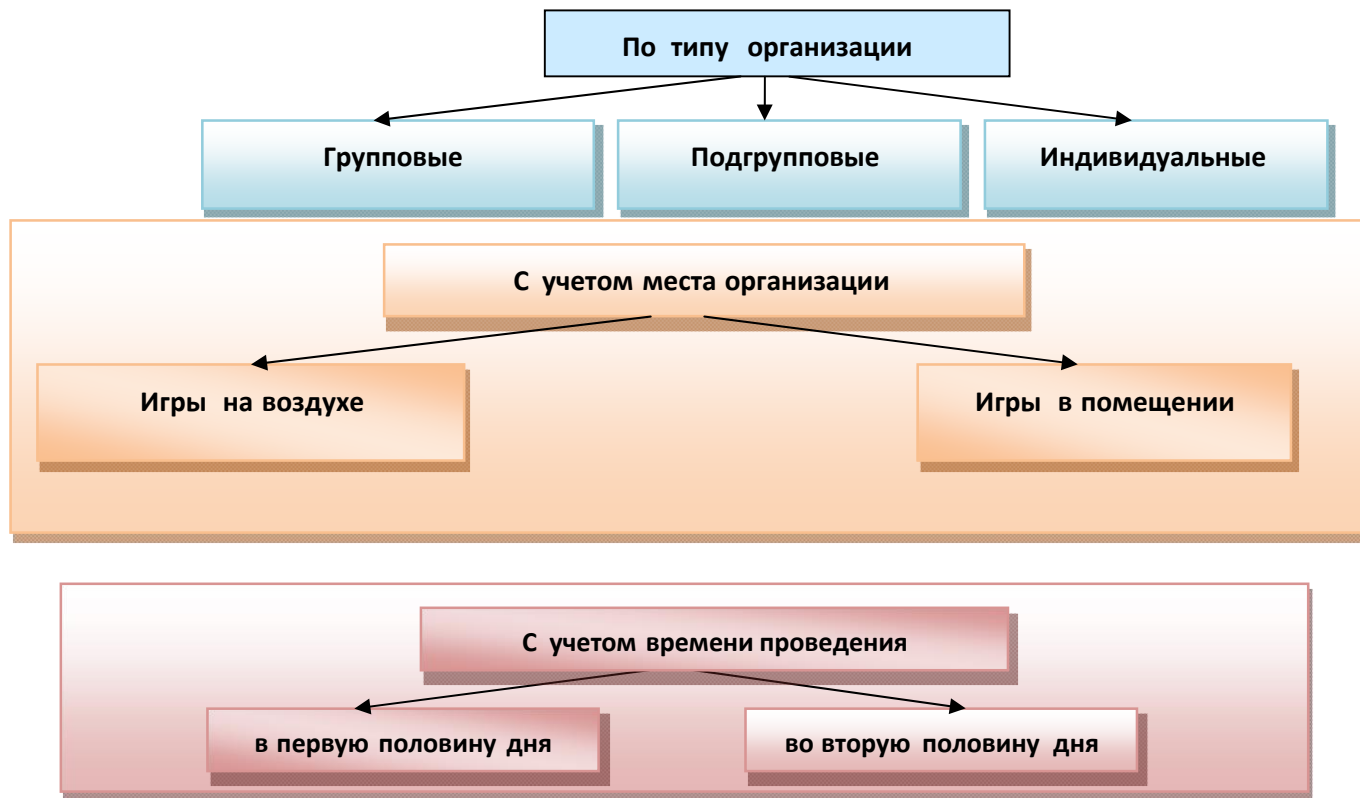 По типу организации
Групповые
Подгрупповые
Индивидуальные
С учетом места организации
Игры на воздухе
Игры в помещении
С учетом времени проведения
в первую половину дня
во вторую половину дня